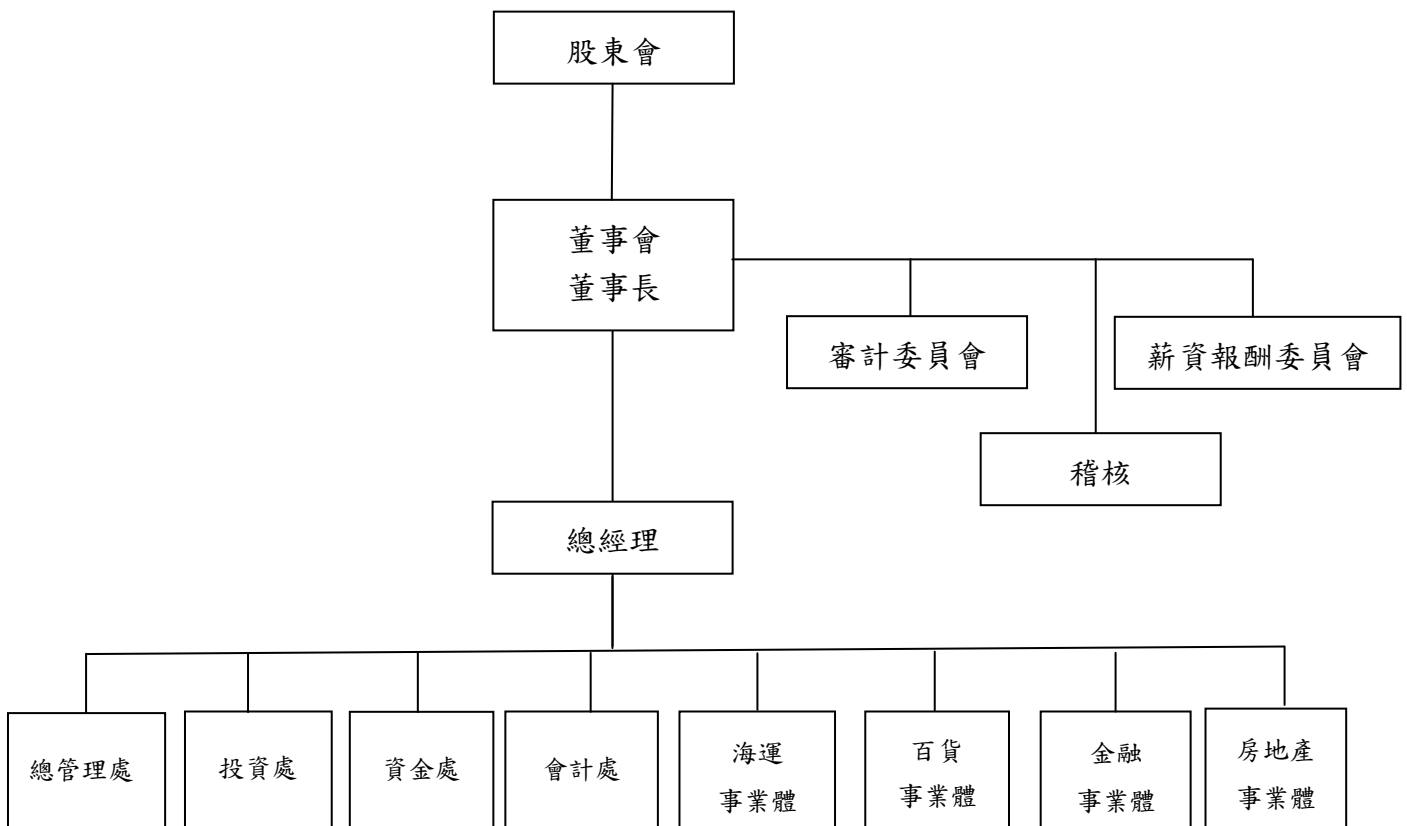 股東會
董事會
董事長
審計委員會
薪資報酬委員會
稽核
總經理
總管理處
投資處
資金處
會計處
海運
事業體
百貨
事業體
金融
事業體
房地產
事業體